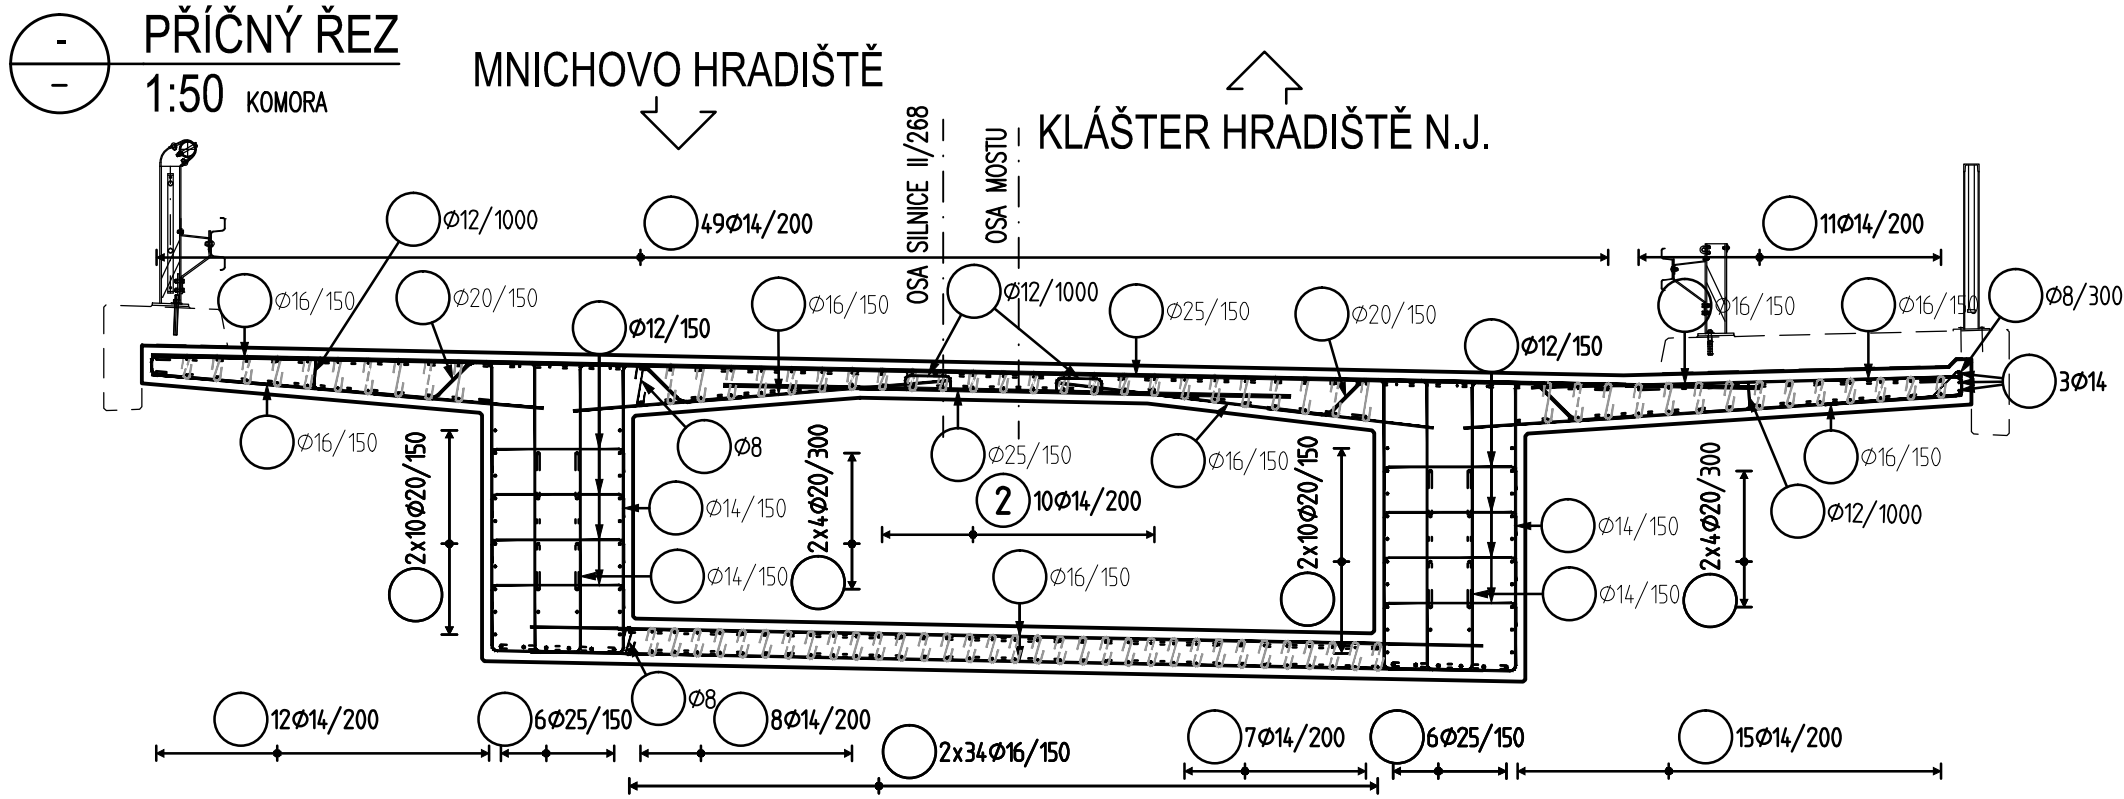 -
–
PŘÍČNÝ ŘEZ
1:50 KOMORA
MNICHOVO HRADIŠTĚ
KLÁŠTER HRADIŠTĚ N.J.
OSA SILNICE II/268
OSA MOSTU
Ø12/1000
49Ø14/200
11Ø14/200
Ø16/150
Ø20/150
Ø12/150
Ø16/150
Ø12/1000
Ø25/150
Ø20/150
Ø12/150
Ø16/150
Ø16/150
Ø8/300
3Ø14
Ø16/150
2x10Ø20/150
Ø8
Ø14/150
Ø14/150
2x4Ø20/300
Ø25/150
2 10Ø14/200
Ø16/150
Ø16/150
2x10Ø20/150
Ø14/150
Ø14/150
2x4Ø20/300
Ø16/150
Ø12/1000
12Ø14/200
6Ø25/150
Ø8
8Ø14/200
2x34Ø16/150
7Ø14/200
6Ø25/150
15Ø14/200